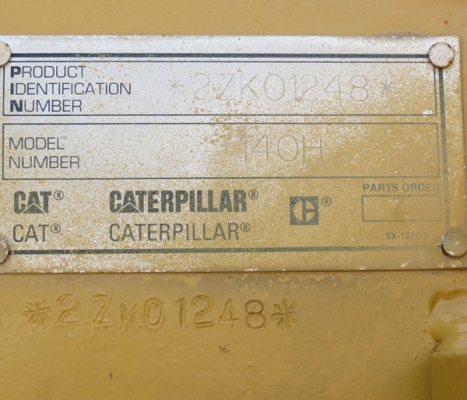 PRODUCT
IDENTIFICATION
NUMBER
*2ZK01248*
MODEL
NUMBER
140H
CAT® CATERPILLAR® C®
CAT® CATERPILLAR®
PARTS ORDER
*2ZK01248*